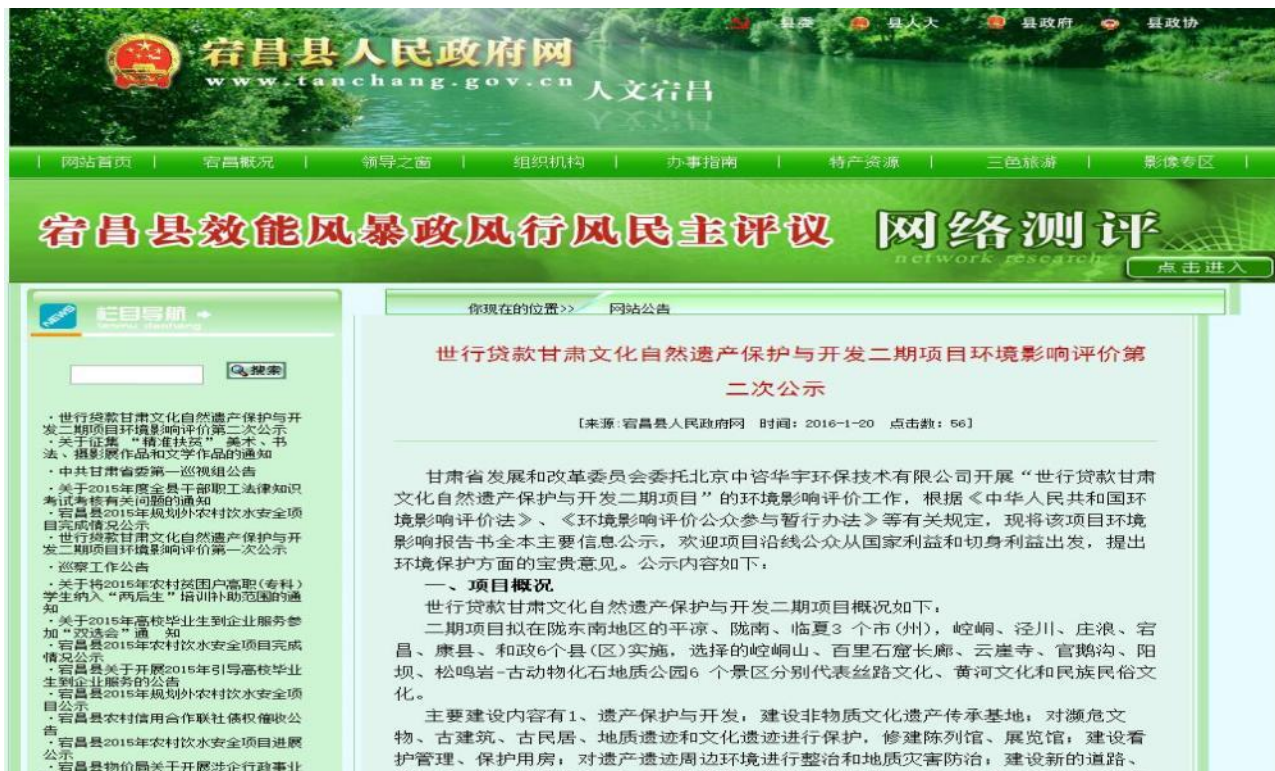 县委 县人大 县政府 县政协
宕昌县人民政府网
www.tanchang.gov.cn
人文宕昌
| 网站首页 | 宕昌概况 | 领导之窗 | 组织机构 | 办事指南 | 特产资源 | 三色旅游 | 影像专区 |
宕昌县效能风暴政风行风民主评议 网络测评
network research
点击进入
NEWS
栏目导航
lanmu daohang
搜索
·世行贷款甘肃文化自然遗产保护与开
发二期项目环境影响评价第二次公示
·关于征集 “精准扶贫” 美术、书
法、摄影展作品和文学作品的通知
·中共甘肃省委第一巡视组公告
·关于2015年度全县干部职工法律知识
考试考核有关问题的通知
·宕昌县2015年规划外农村饮水安全项
目完成情况公示
·世行贷款甘肃文化自然遗产保护与开
发二期项目环境影响评价第一次公示
·巡察工作公告
·关于将2015年农村贫困户高职(专科)
学生纳入“两后生”培训补助范围的通
知
·关于2015年高校毕业生到企业服务参
加“双选会”通 知
·宕昌县2015年农村饮水安全项目完成
情况公示
·宕昌县关于开展2015年引导高校毕业
生到企业服务的公告
·宕昌县2015年规划外农村饮水安全项
目公示
·宕昌县农村信用合作联社债权催收公
告
·宕昌县2015年农村饮水安全项目进展
公示
·宕昌县物价局关于开展涉企行政事业
你现在的位置>> 网站公告
世行贷款甘肃文化自然遗产保护与开发二期项目环境影响评价第
二次公示
[来源:宕昌县人民政府网 时间:2016-1-20 点击数:56]
甘肃省发展和改革委员会委托北京中咨华宇环保技术有限公司开展“世行贷款甘肃
文化自然遗产保护与开发二期项目”的环境影响评价工作，根据《中华人民共和国环
境影响评价法》、《环境影响评价公众参与暂行办法》等有关规定，现将该项目环境
影响报告书全本主要信息公示，欢迎项目沿线公众从国家利益和切身利益出发，提出
环境保护方面的宝贵意见。公示内容如下：
一、项目概况
世行贷款甘肃文化自然遗产保护与开发二期项目概况如下：
二期项目拟在陇东南地区的平凉、陇南、临夏3 个市(州)，崆峒、泾川、庄浪、宕
昌、康县、和政6个县(区)实施，选择的崆峒山、百里石窟长廊、云崖寺、官鹅沟、阳
坝、松鸣岩-古动物化石地质公园6 个景区分别代表丝路文化、黄河文化和民族民俗文
化。
主要建设内容有1、遗产保护与开发：建设非物质文化遗产传承基地；对濒危文
物、古建筑、古民居、地质遗迹和文化遗迹进行保护，修建陈列馆、展览馆；建设看
护管理、保护用房；对遗产遗迹周边环境进行整治和地质灾害防治；建设新的道路、